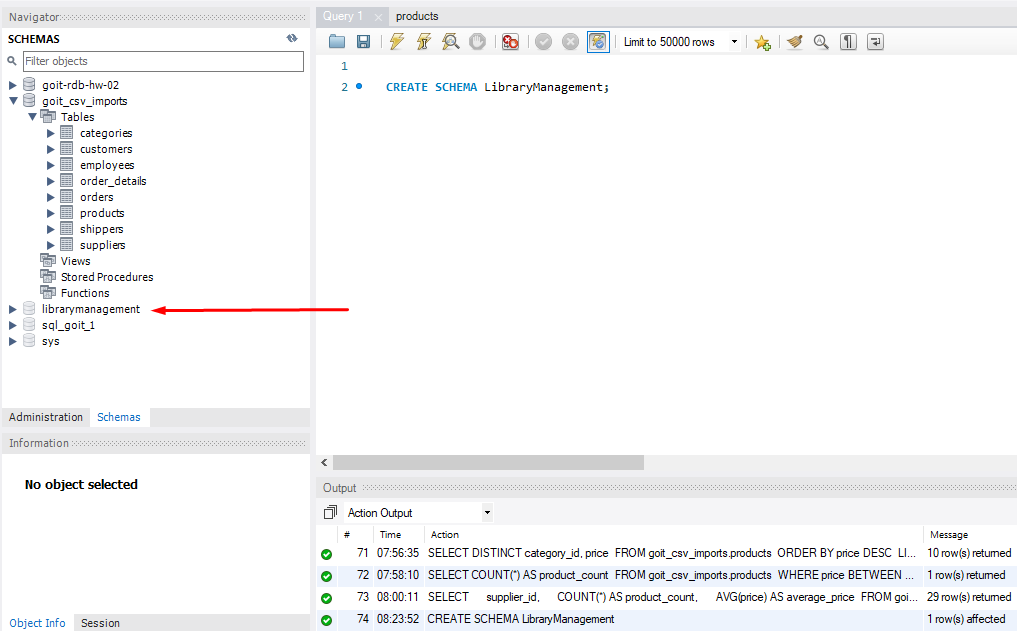 Navigator
SCHEMAS
Filter objects
goit-rdb-hw-02
goit_csv_imports
Tables
categories
customers
employees
order_details
orders
products
shippers
suppliers
Views
Stored Procedures
Functions
librarymanagement
sql_goit_1
sys
Administration Schemas
Information
No object selected
Object Info Session
Query 1 products
Limit to 50000 rows
1
2 CREATE SCHEMA LibraryManagement;
Output
Action Output
# Time Action Message
71 07:56:35 SELECT DISTINCT category_id, price FROM goit_csv_imports.products ORDER BY price DESC LI... 10 row(s) returned
72 07:58:10 SELECT COUNT(*) AS product_count FROM goit_csv_imports.products WHERE price BETWEEN ... 1 row(s) returned
73 08:00:11 SELECT supplier_id, COUNT(*) AS product_count, AVG(price) AS average_price FROM goi... 29 row(s) returned
74 08:23:52 CREATE SCHEMA LibraryManagement 1 row(s) affected